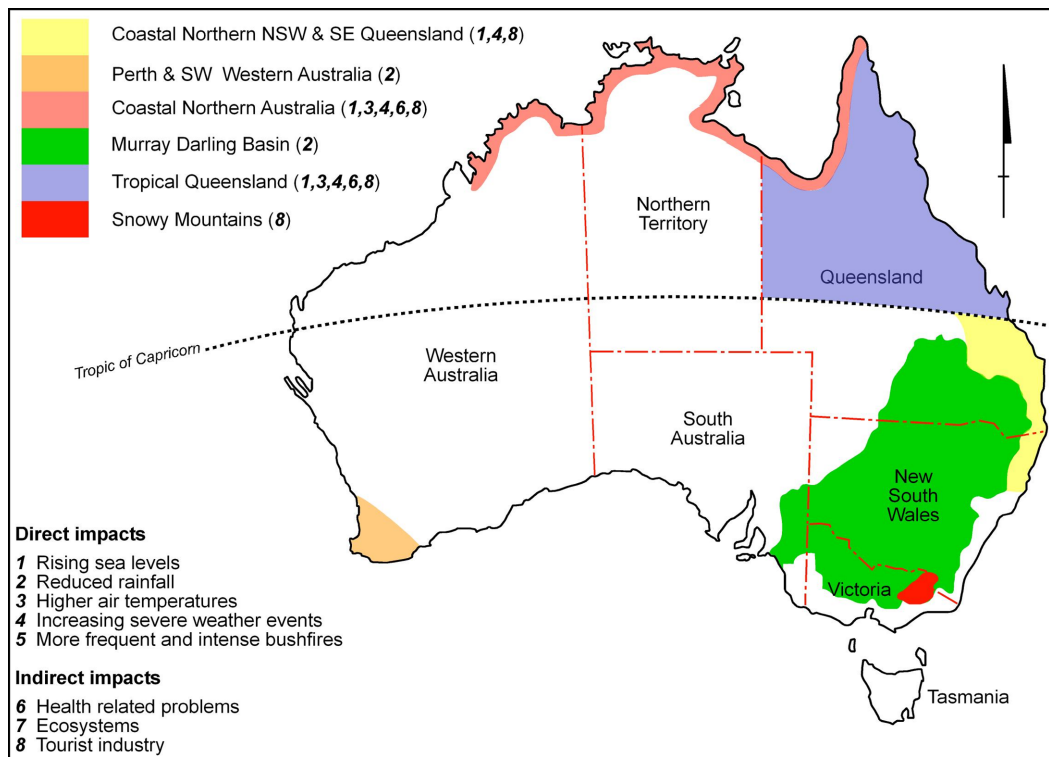 Coastal Northern NSW & SE Queensland (1,4,8)
Perth & SW Western Australia (2)
Coastal Northern Australia (1,3,4,6,8)
Murray Darling Basin (2)
Tropical Queensland (1,3,4,6,8)
Snowy Mountains (8)
Northern
Territory
Queensland
Tropic of Capricorn
Western
Australia
South
Australia
New
South
Wales
Victoria
Tasmania
Direct impacts
1 Rising sea levels
2 Reduced rainfall
3 Higher air temperatures
4 Increasing severe weather events
5 More frequent and intense bushfires
Indirect impacts
6 Health related problems
7 Ecosystems
8 Tourist industry